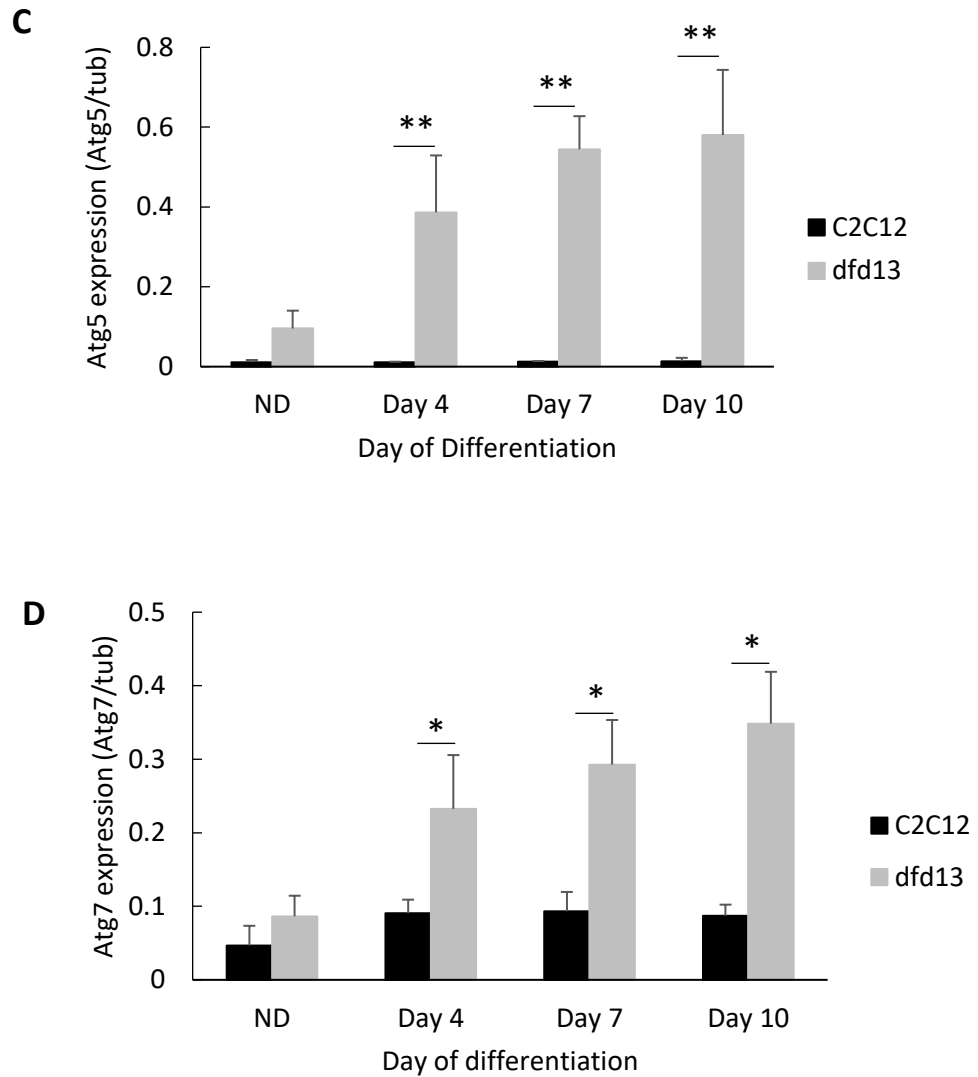 C
Atg5 expression (Atg5/tub)
0.8
0.6
0.4
0.2
0
**
**
**
ND
Day 4
Day 7
Day 10
Day of Differentiation
C2C12
dfd13
D
Atg7 expression (Atg7/tub)
0.5
0.4
0.3
0.2
0.1
0
*
*
*
ND
Day 4
Day 7
Day 10
Day of differentiation
C2C12
dfd13